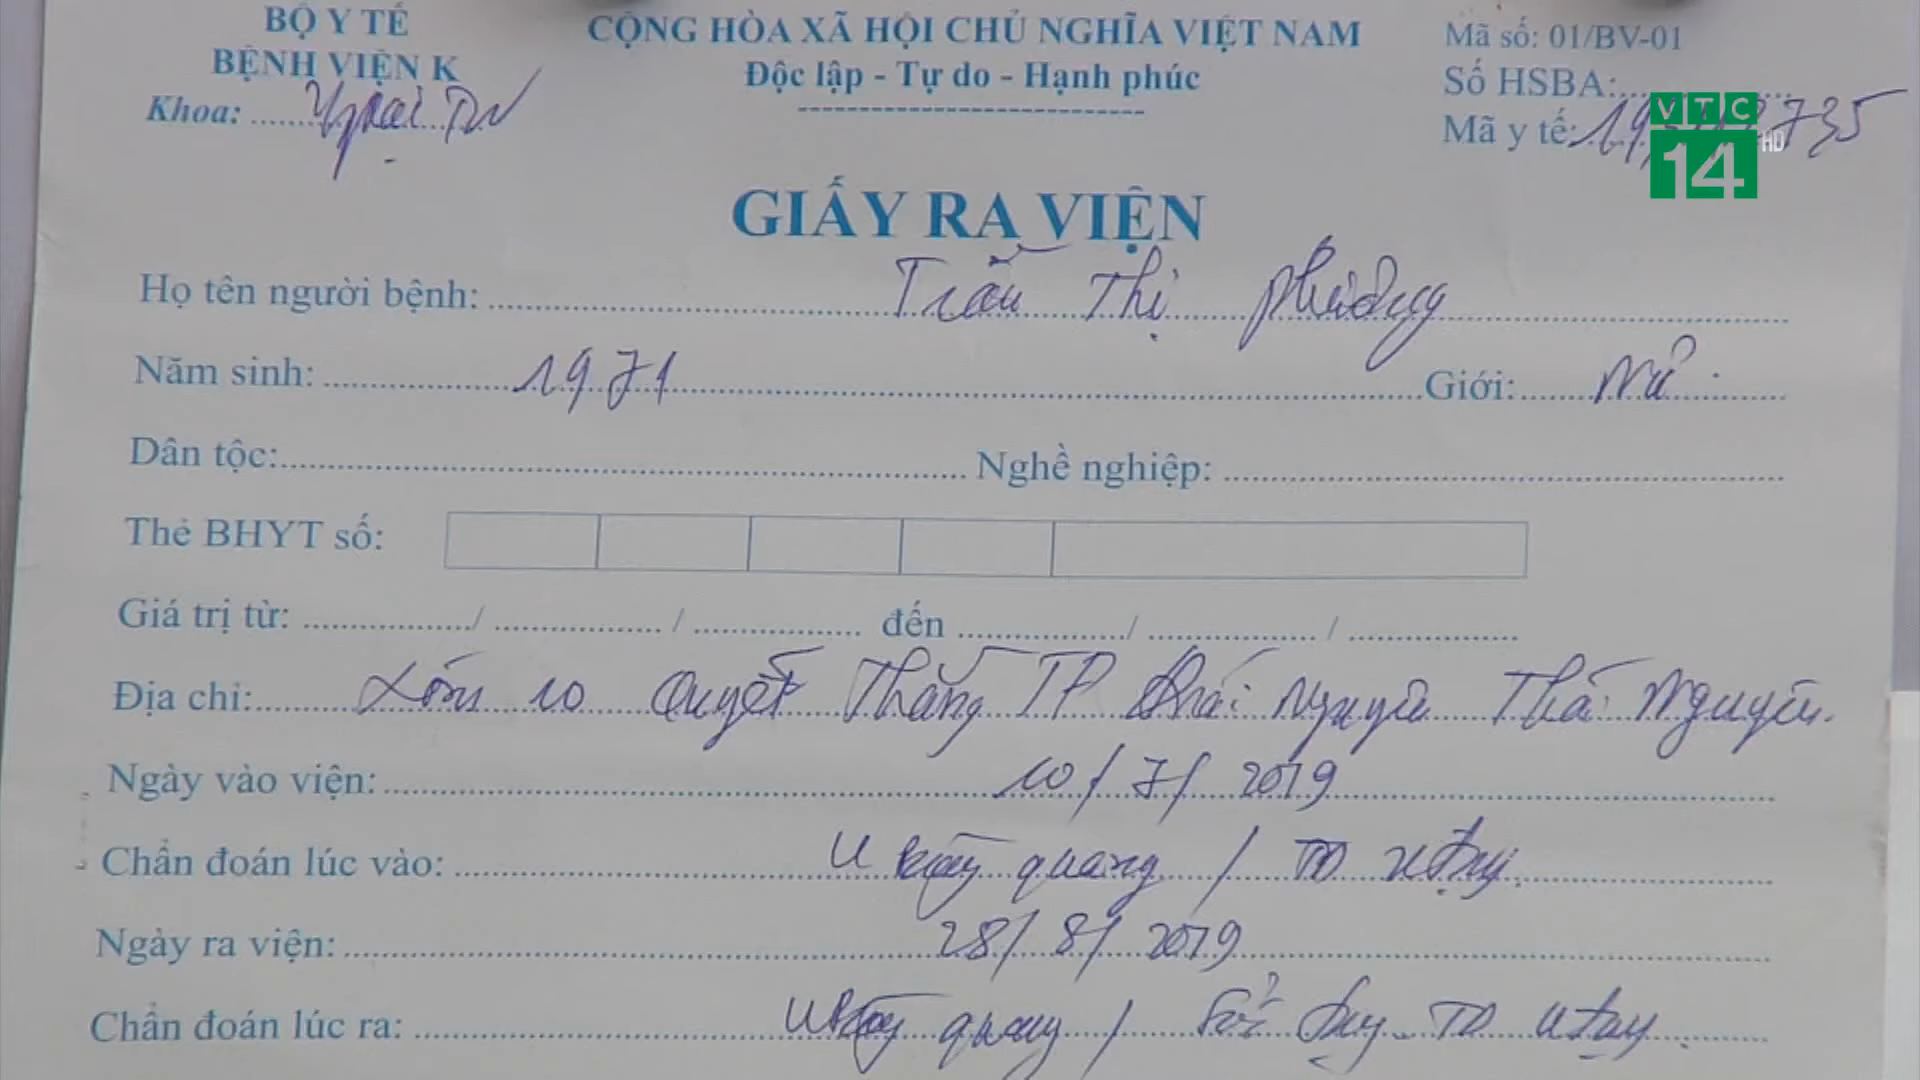 BỘ Y TẾ
BỆNH VIỆN K
Khoa:
CỘNG HÒA XÃ HỘI CHỦ NGHĨA VIỆT NAM
Độc lập - Tự do - Hạnh phúc
Mã số: 01/BV-01
Số HSBA:
Mã y tế:
VTC
14
HD
GIẤY RA VIỆN
Họ tên người bệnh: Trần Thị Phương
Năm sinh: 1971 Giới: Nữ
Dân tộc: Nghề nghiệp:
Thẻ BHYT số:
Giá trị từ: / / đến / /
Địa chỉ: Xóm 10 Quyết Thắng TP Thái Nguyên Thái Nguyên.
Ngày vào viện: 10/7/2019
Chẩn đoán lúc vào: U quang / TD u
Ngày ra viện: 28/8/2019
Chẩn đoán lúc ra: U quang / TD u